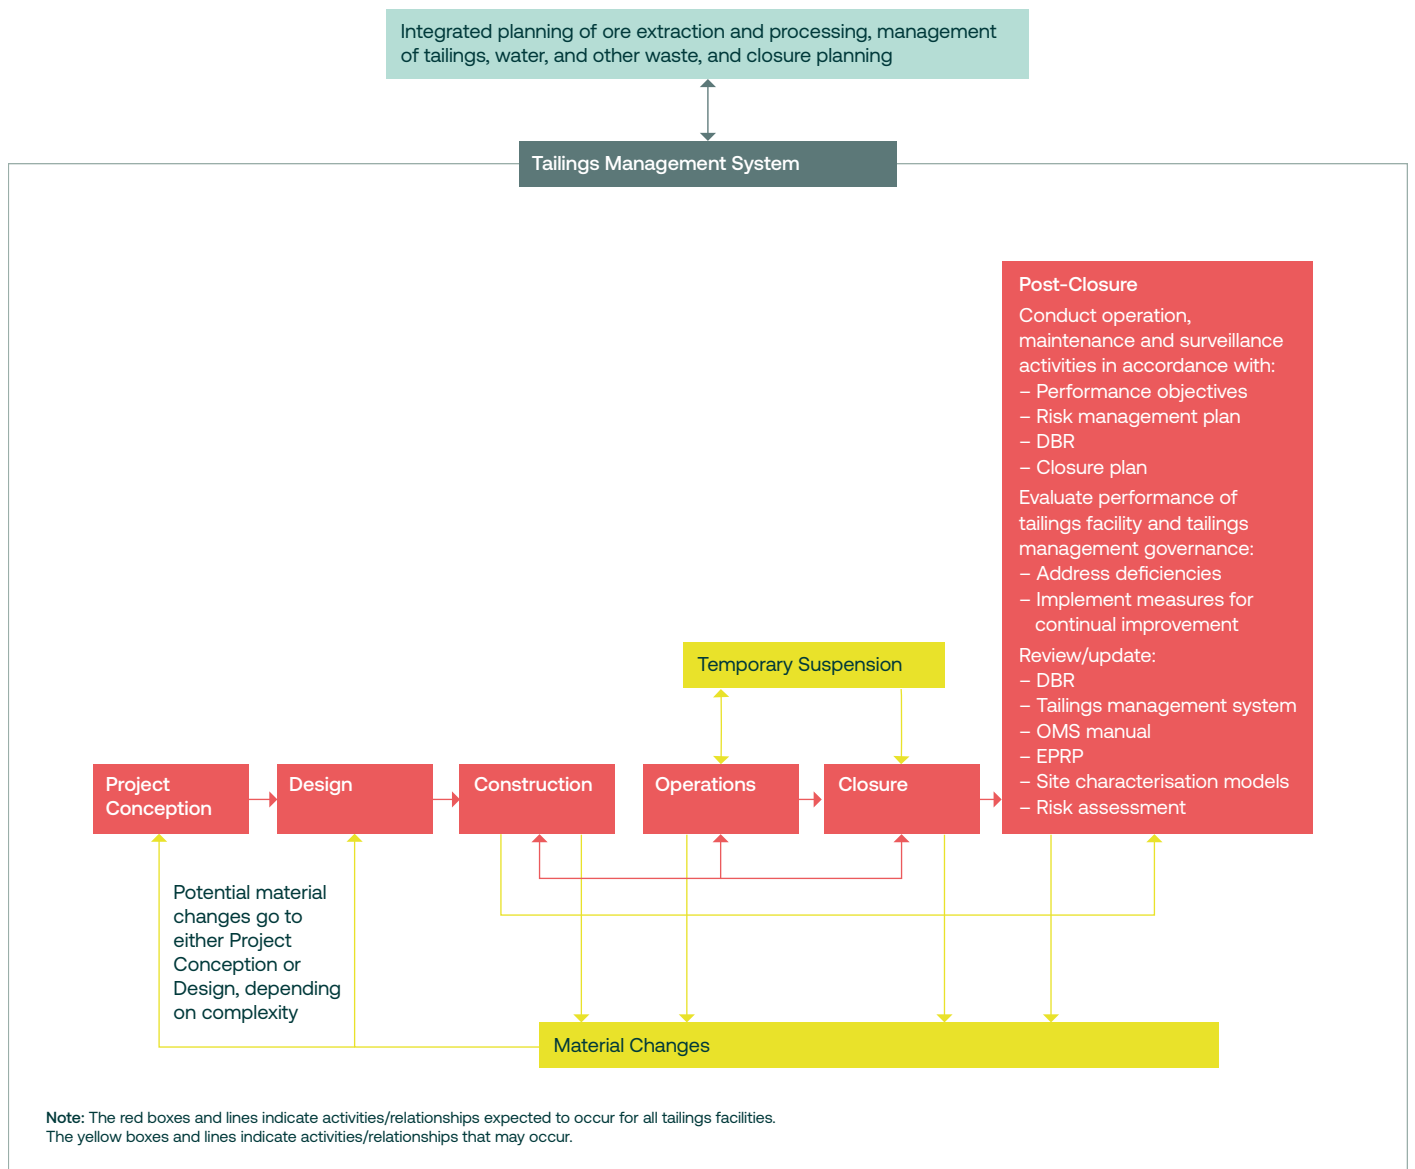 Integrated planning of ore extraction and processing, management
of tailings, water, and other waste, and closure planning
Tailings Management System
Post-Closure
Conduct operation,
maintenance and surveillance
activities in accordance with:
– Performance objectives
– Risk management plan
– DBR
– Closure plan
Evaluate performance of
tailings facility and tailings
management governance:
– Address deficiencies
– Implement measures for
continual improvement
Review/update:
– DBR
– Tailings management system
– OMS manual
– EPRP
– Site characterisation models
– Risk assessment
Temporary Suspension
Project
Conception
Design
Construction
Operations
Closure
Potential material
changes go to
either Project
Conception or
Design, depending
on complexity
Material Changes
Note: The red boxes and lines indicate activities/relationships expected to occur for all tailings facilities.
The yellow boxes and lines indicate activities/relationships that may occur.